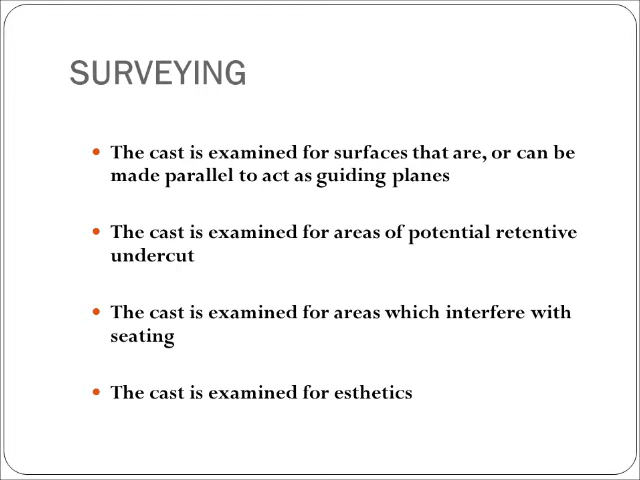 SURVEYING
• The cast is examined for surfaces that are, or can be
made parallel to act as guiding planes
• The cast is examined for areas of potential retentive
undercut
• The cast is examined for areas which interfere with
seating
• The cast is examined for esthetics